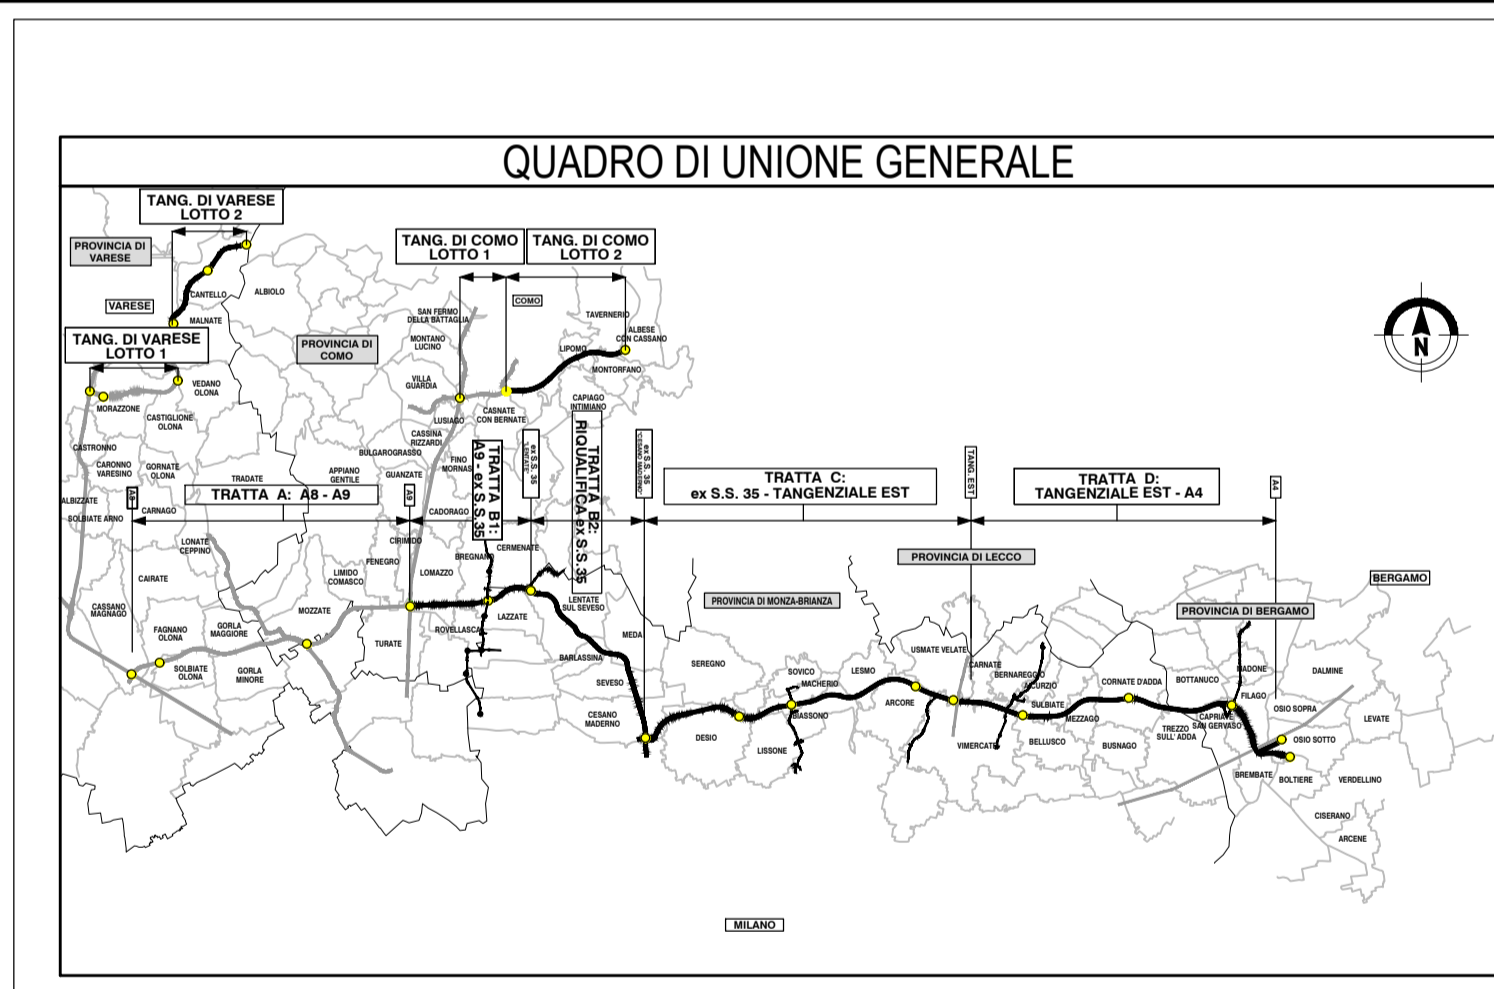 QUADRO DI UNIONE GENERALE
TANG. DI VARESE
LOTTO 2
PROVINCIA DI
VARESE
TANG. DI COMO
LOTTO 1
TANG. DI COMO
LOTTO 2
CANTELLO
ALBIOLO
VARESE
MALNATE
COMO
SAN FERMO
DELLA BATTAGLIA
TAVERNERIO
TANG. DI VARESE
LOTTO 1
PROVINCIA DI
COMO
MONTANO
LUCINO
ALBESE
CON CASSANO
LIPOMO
MONTORFANO
N
VEDANO
OLONA
VILLA
GUARDIA
MORAZZONE
CASTIGLIONE
OLONA
LUSIAGO
CASNATE
CON BERNATE
CAPIAGO
INTIMIANO
CASTRONNO
CASSINA
RIZZARDI
BULGAROGRASSO
CARONNO
VARESINO
GORNATE
OLONA
TRADATE
APPIANO
GENTILE
GUANZATE
FINO
MORNAS
TRATTA B1:
A9 - ex S.S.35
ex S.S. 35
"LENTATE"
TRATTA B2:
RIQUALIFICA ex S.S.35
ex S.S. 35
"CESANO MADERNO"
TRATTA C:
ex S.S. 35 - TANGENZIALE EST
TANG. EST
TRATTA D:
TANGENZIALE EST - A4
A4
A8
TRATTA A: A8 - A9
A9
ALBIZZATE
SOLBIATE ARNO
CARNAGO
CADORAGO
CIRIMIDO
LONATE
CEPPINO
FENEGRO
BREGNANO
CERMENATE
LOMAZZO
LIMIDO
COMASCO
CAIRATE
PROVINCIA DI LECCO
BERGAMO
CASSANO
MAGNAGO
MOZZATE
LAZZATE
LENTATE
SUL SEVESO
PROVINCIA DI MONZA-BRIANZA
PROVINCIA DI BERGAMO
FAGNANO
OLONA
GORLA
MAGGIORE
TURATE
ROVELLASCA
MEDA
BARLASSINA
SEREGNO
USMATE VELATE
CARNATE
SOLBIATE
OLONA
GORLA
MINORE
SEVESO
SOVICO
MACHERIO
LESMO
BERNAREGGIO
AICURZIO
CORNATE D'ADDA
BOTTANUCO
MADONE
DALMINE
FILAGO
ARCORE
SULBIATE
MEZZAGO
CESANO
MADERNO
BIASSONO
CAPRIATE
SAN GERVASO
OSIO SOPRA
LEVATE
DESIO
LISSONE
VIMERCATE
BELLUSCO
BUSNAGO
TREZZO
SULL' ADDA
OSIO SOTTO
BREMBATE
BOLTIERE
VERDELLINO
CISERANO
ARCENE
MILANO